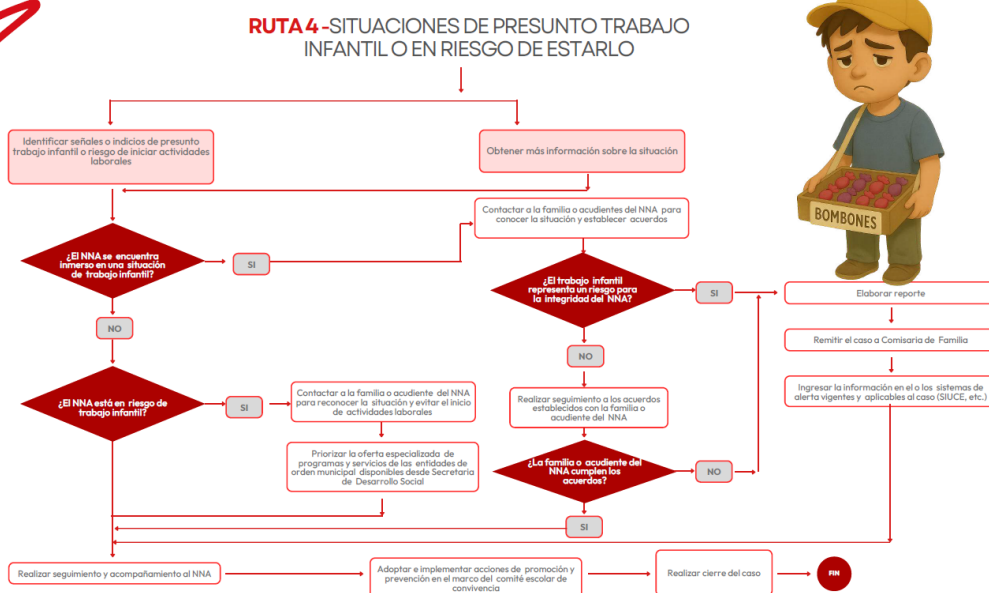 RUTA 4 -SITUACIONES DE PRESUNTO TRABAJO
INFANTIL O EN RIESGO DE ESTARLO
Identificar señales o indicios de presunto
trabajo infantil o riesgo de iniciar actividades
laborales
Obtener más información sobre la situación
Contactar a la familia o acudientes del NNA para
conocer la situación y establecer acuerdos
BOMBONES
¿El NNA se encuentra
inmerso en una situación
de trabajo infantil?
SI
¿El trabajo infantil
representa un riesgo para
la integridad del NNA?
SI
Elaborar reporte
NO
Remitir el caso a Comisaria de Familia
NO
Ingresar la información en el o los sistemas de
alerta vigentes y aplicables al caso (SIUCE, etc.)
¿El NNA está en riesgo de
trabajo infantil?
SI
Contactar a la familia o acudiente del NNA
para reconocer la situación y evitar el inicio
de actividades laborales
Realizar seguimiento a los acuerdos
establecidos con la familia o
acudiente del NNA
Priorizar la oferta especializada de
programas y servicios de las entidades de
orden municipal disponibles desde Secretaria
de Desarrollo Social
¿La familia o acudiente del
NNA cumplen los
acuerdos?
NO
SI
Realizar seguimiento y acompañamiento al NNA
Adoptar e implementar acciones de promoción y
prevención en el marco del comité escolar de
convivencia
Realizar cierre del caso
FIN